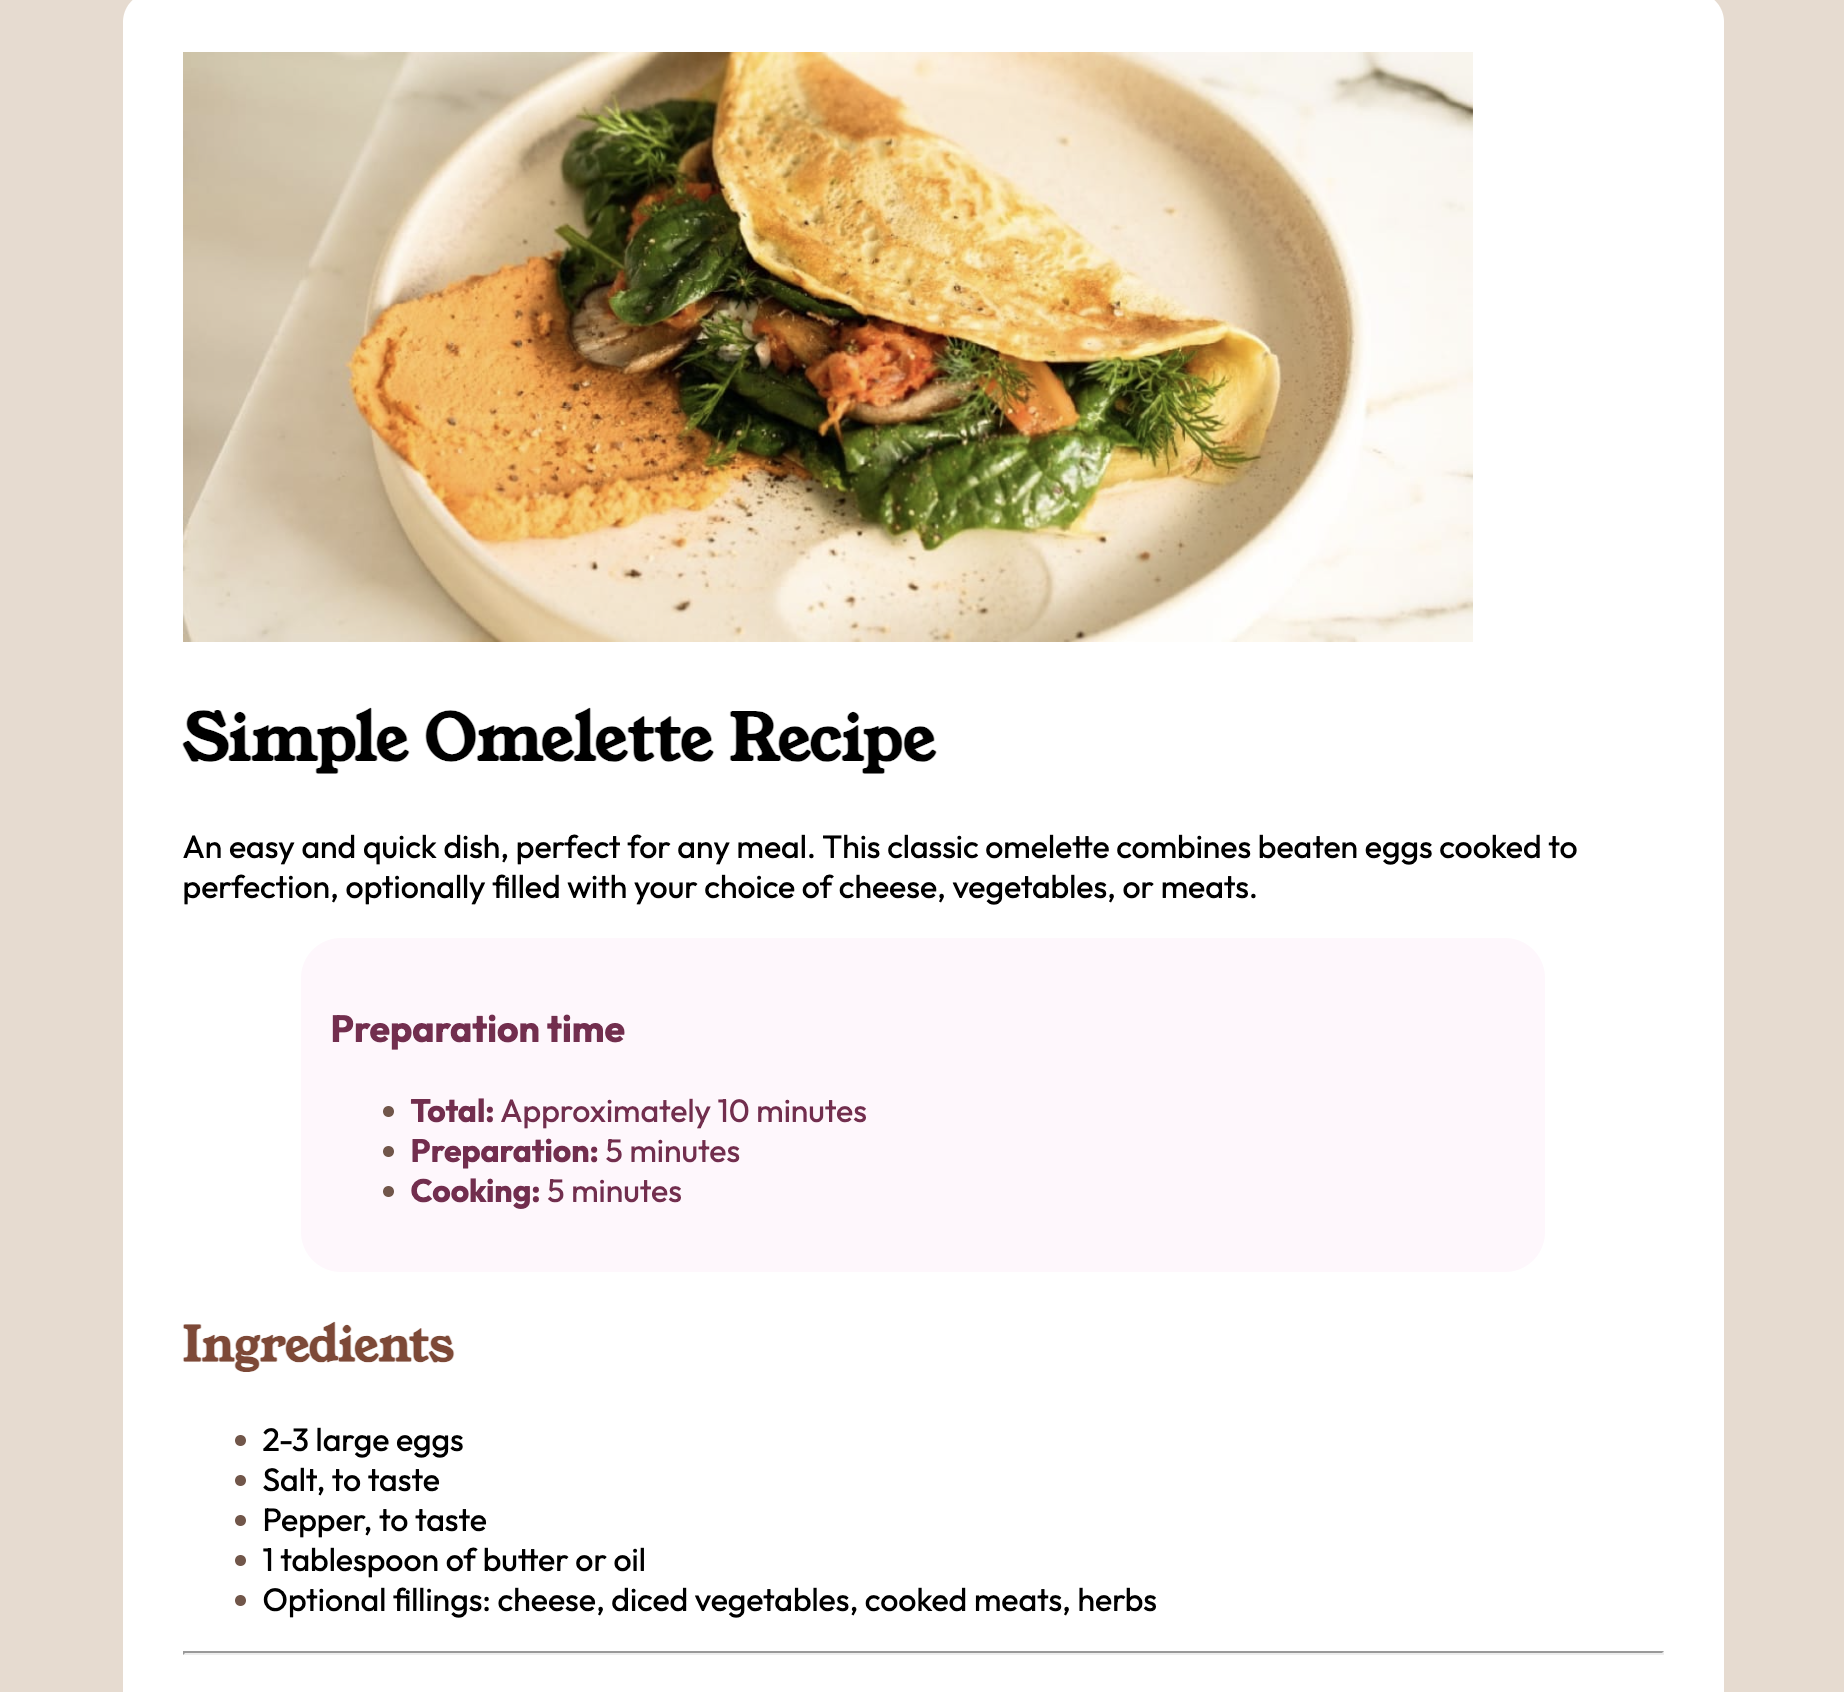 Simple Omelette Recipe
An easy and quick dish, perfect for any meal. This classic omelette combines beaten eggs cooked to
perfection, optionally filled with your choice of cheese, vegetables, or meats.
Preparation time
Total: Approximately 10 minutes
Preparation: 5 minutes
Cooking: 5 minutes
Ingredients
2-3 large eggs
Salt, to taste
Pepper, to taste
1 tablespoon of butter or oil
Optional fillings: cheese, diced vegetables, cooked meats, herbs